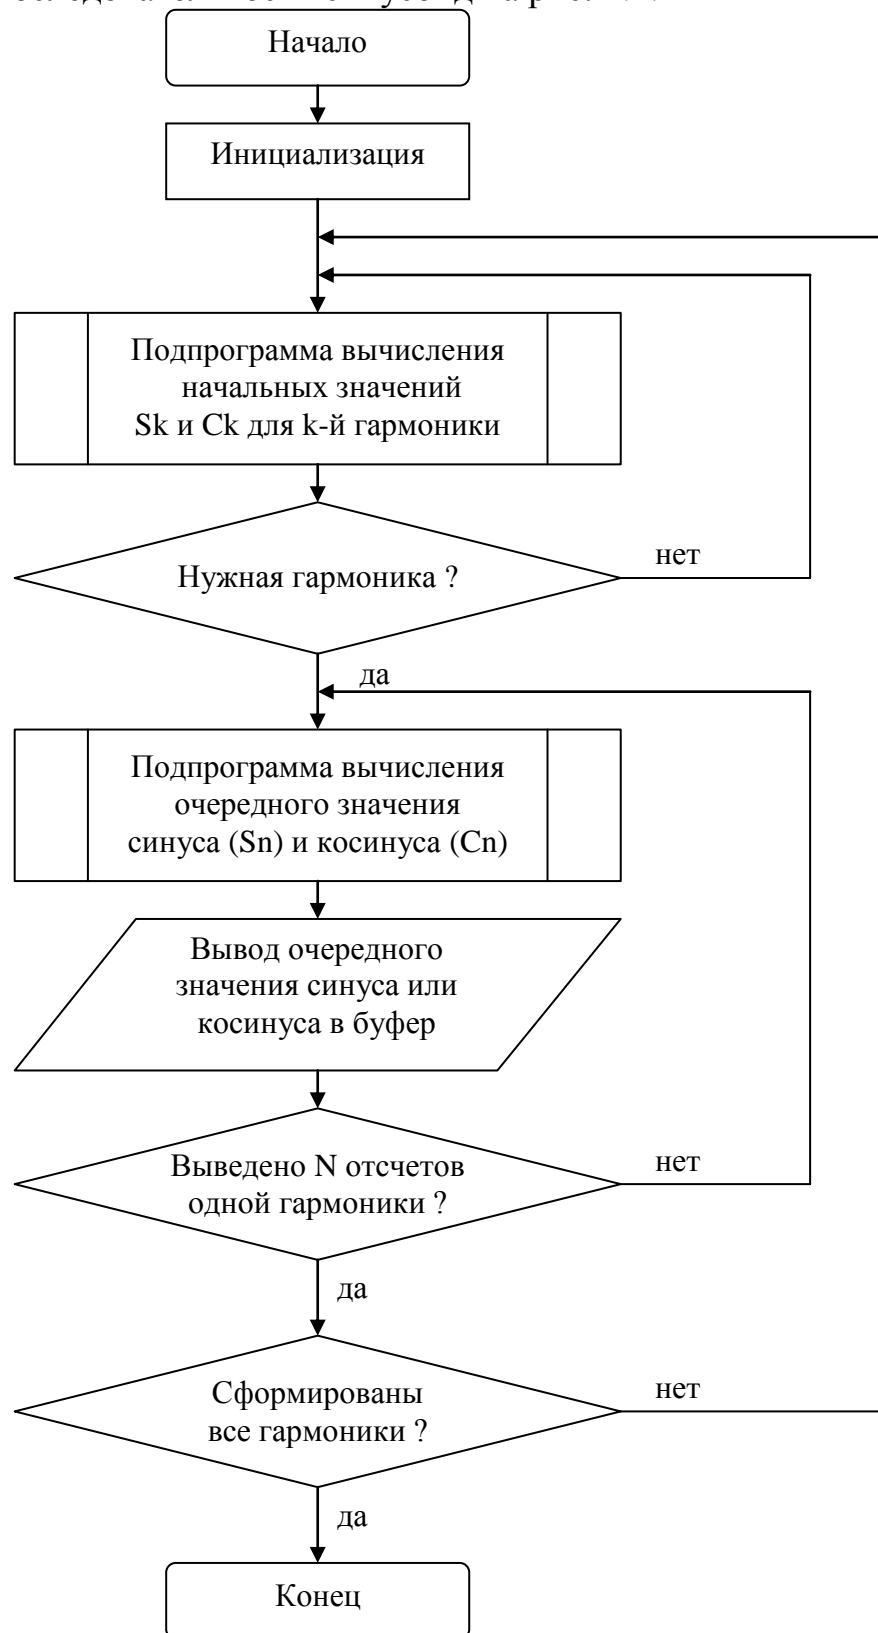 Начало
Инициализация
Подпрограмма вычисления
начальных значений
Sk и Ck для k-й гармоники
Нужная гармоника ?
нет
да
Подпрограмма вычисления
очередного значения
синуса (Sn) и косинуса (Cn)
Вывод очередного
значения синуса или
косинуса в буфер
Выведено N отсчетов
одной гармоники ?
нет
да
Сформированы
все гармоники ?
нет
да
Конец